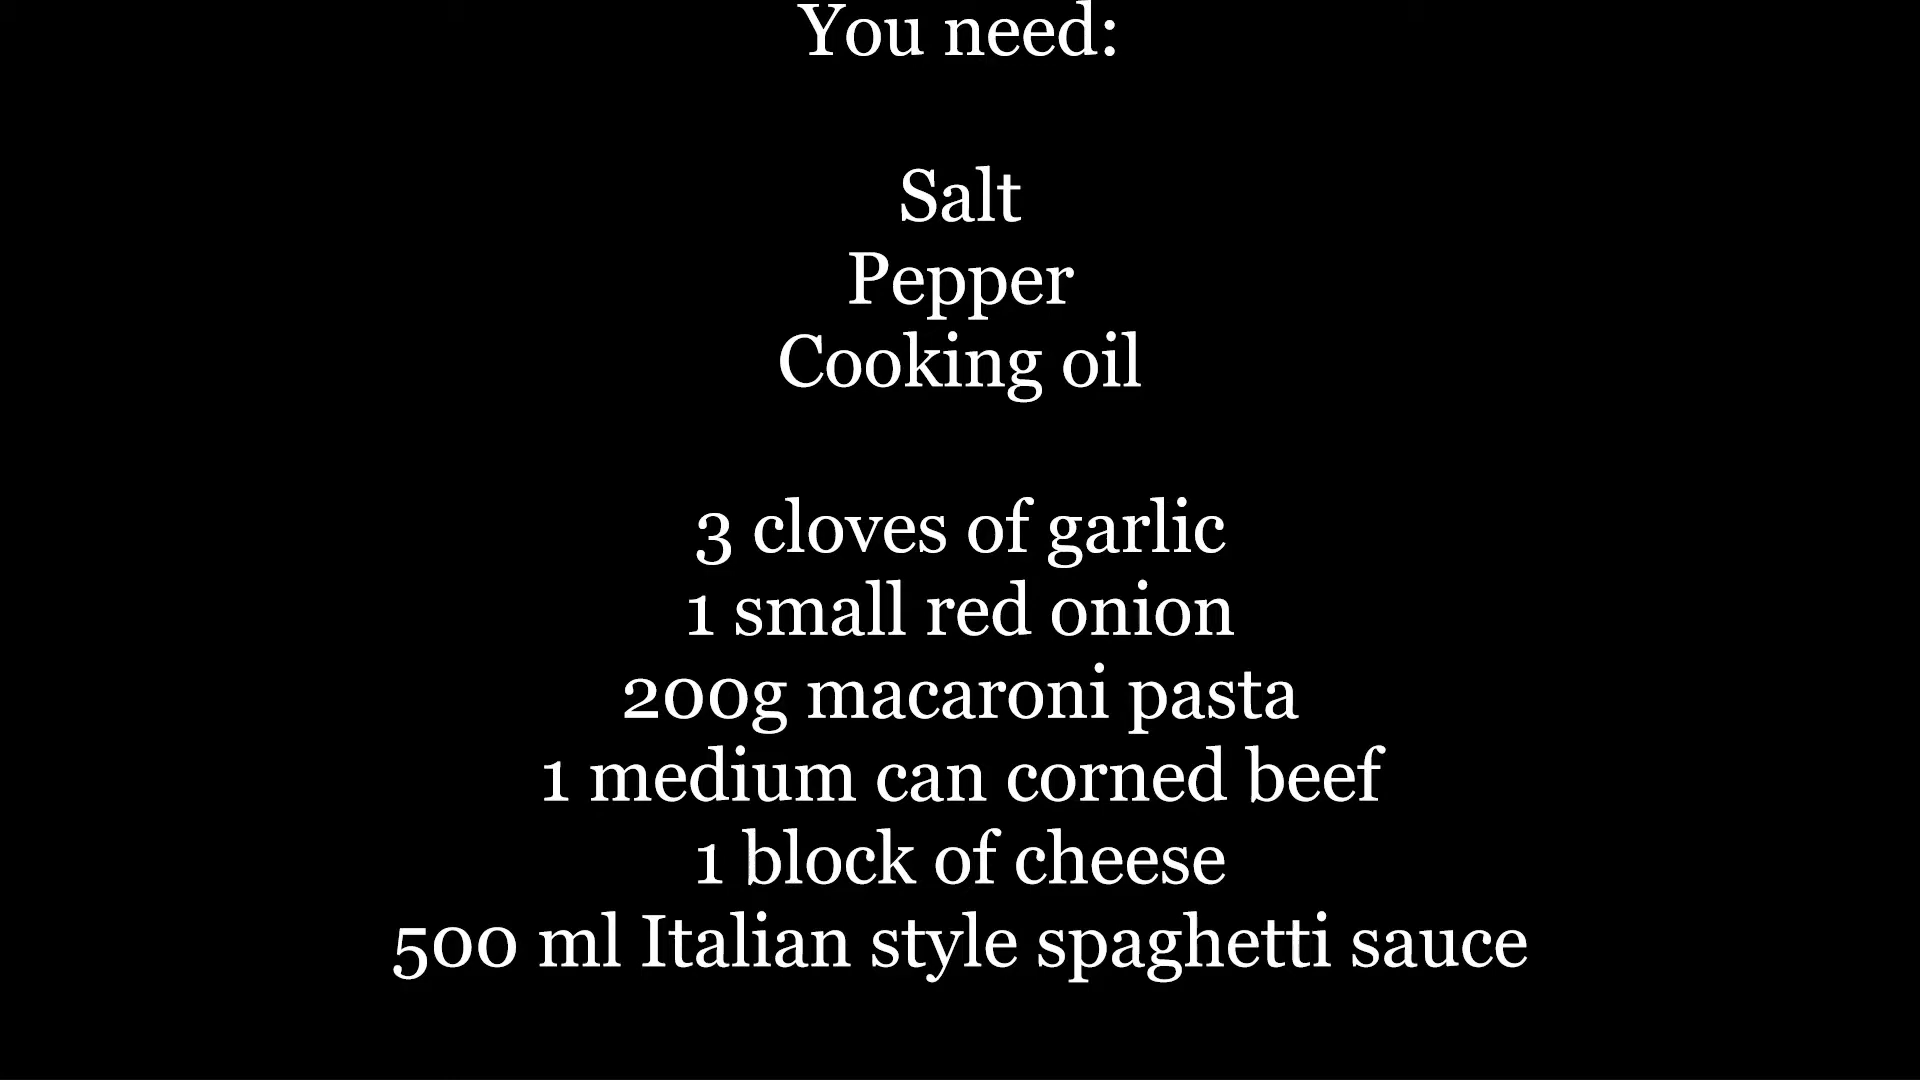 You need:
Salt
Pepper
Cooking oil
3 cloves of garlic
1 small red onion
200g macaroni pasta
1 medium can corned beef
1 block of cheese
500 ml Italian style spaghetti sauce